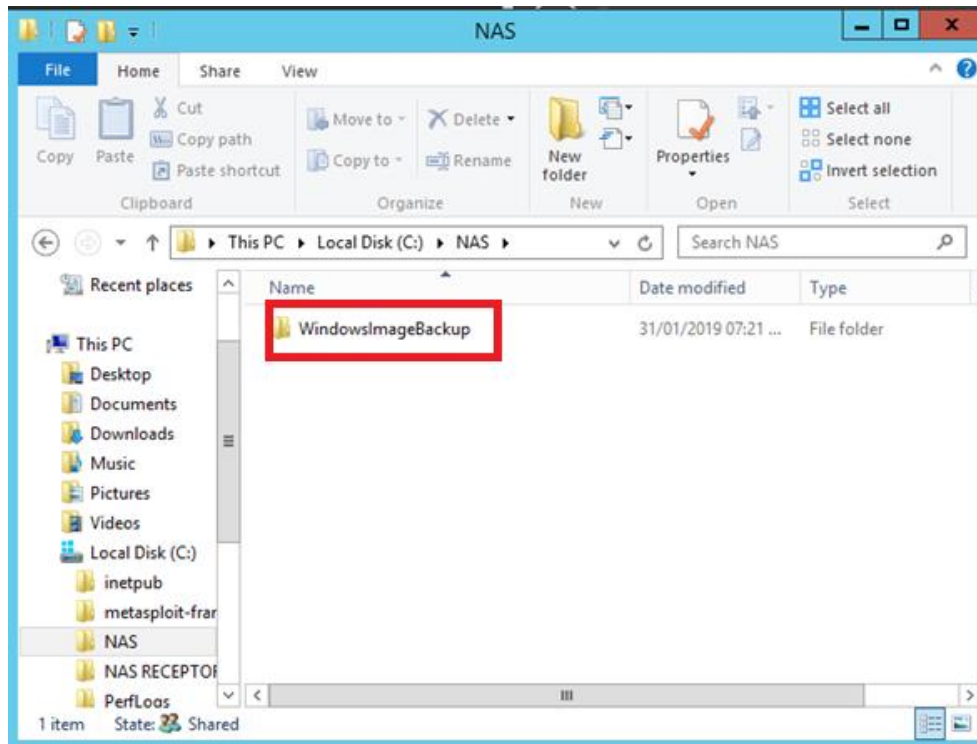 NAS
File Home Share View
Cut
Copy path
Paste shortcut
Copy Paste
Clipboard
Move to Delete
Copy to Rename
Organize
New folder
New
Properties
Open
Select all
Select none
Invert selection
Select
This PC Local Disk (C:) NAS
Search NAS
Name Date modified Type
WindowsImageBackup 31/01/2019 07:21 ... File folder
Recent places
This PC
Desktop
Documents
Downloads
Music
Pictures
Videos
Local Disk (C:)
inetpub
metasploit-fra
NAS
NAS RECEPTO
PerfLogs
1 item State: Shared